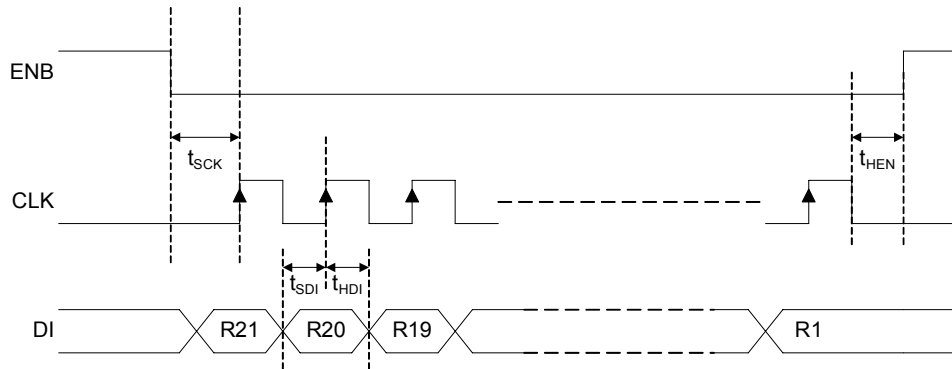 ENB
tSCK
tHEN
CLK
tSDI
tHDI
DI
R21
R20
R19
R1